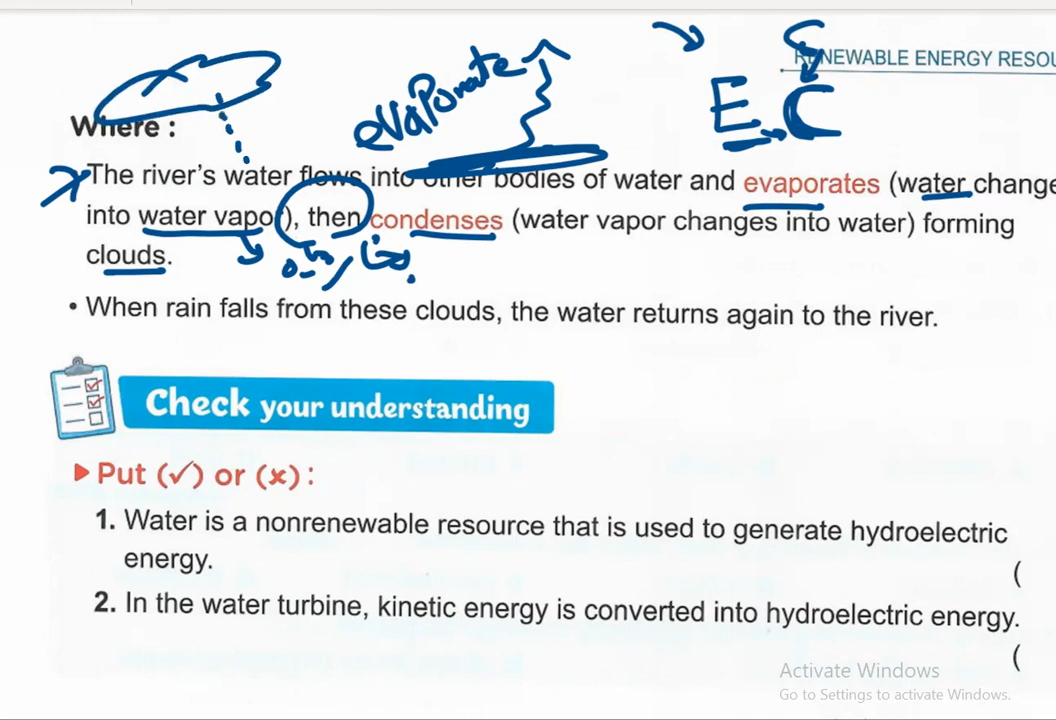 RENEWABLE ENERGY RESOU
evaporate
E C
Where :
The river's water flows into other bodies of water and evaporates (water change
into water vapor), then condenses (water vapor changes into water) forming
clouds.
• When rain falls from these clouds, the water returns again to the river.
Check your understanding
Put (✓) or (x) :
1. Water is a nonrenewable resource that is used to generate hydroelectric
energy.
(
2. In the water turbine, kinetic energy is converted into hydroelectric energy.
(
Activate Windows
Go to Settings to activate Windows.